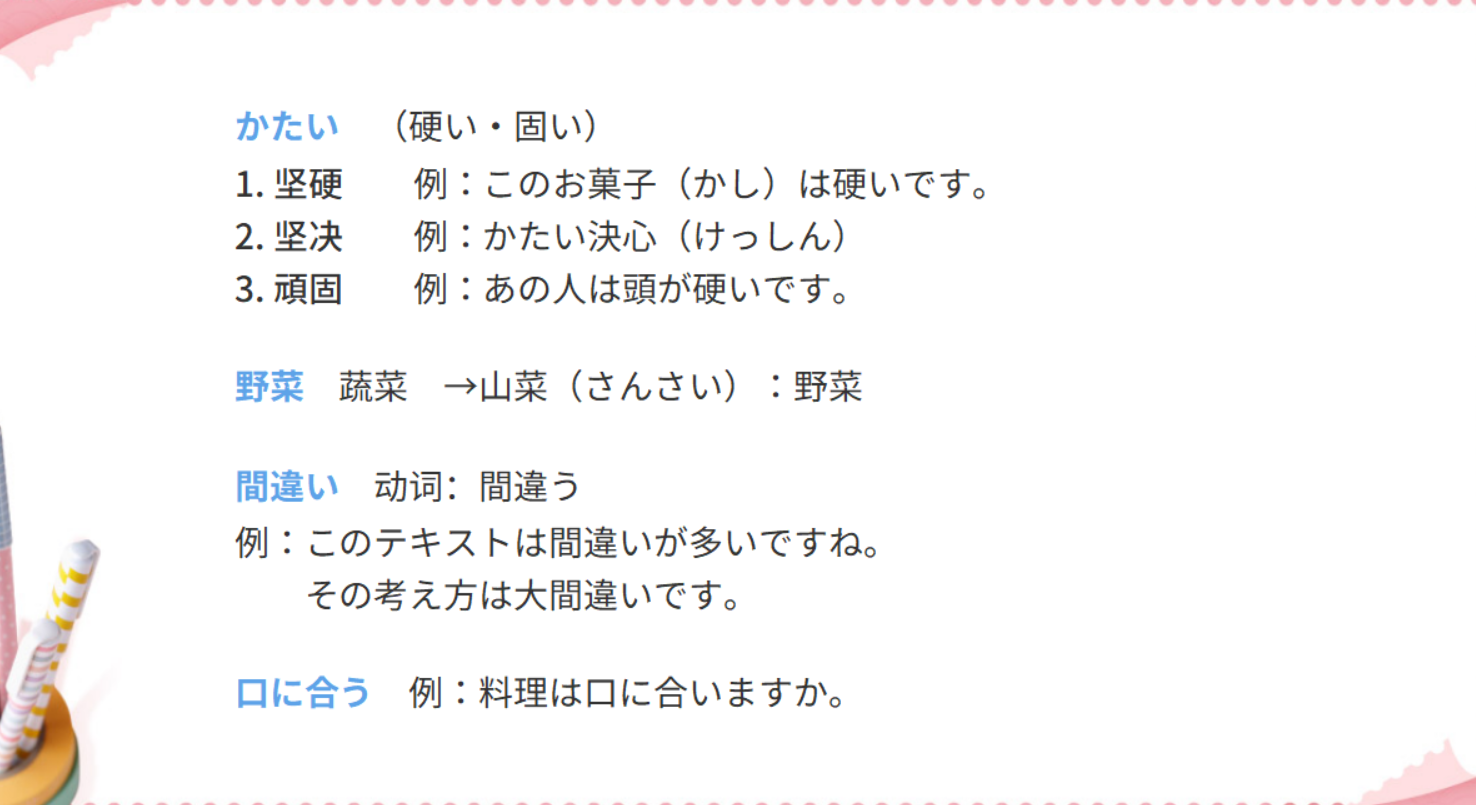 かたい　（硬い・固い）
1. 坚硬　　例：このお菓子（かし）は硬いです。
2. 坚决　　例：かたい決心（けっしん）
3. 頑固　　例：あの人は頭が硬いです。
野菜　蔬菜　→山菜（さんさい）：野菜
間違い　动词：間違う
例：このテキストは間違いが多いですね。
その考え方は大間違いです。
口に合う　例：料理は口に合いますか。